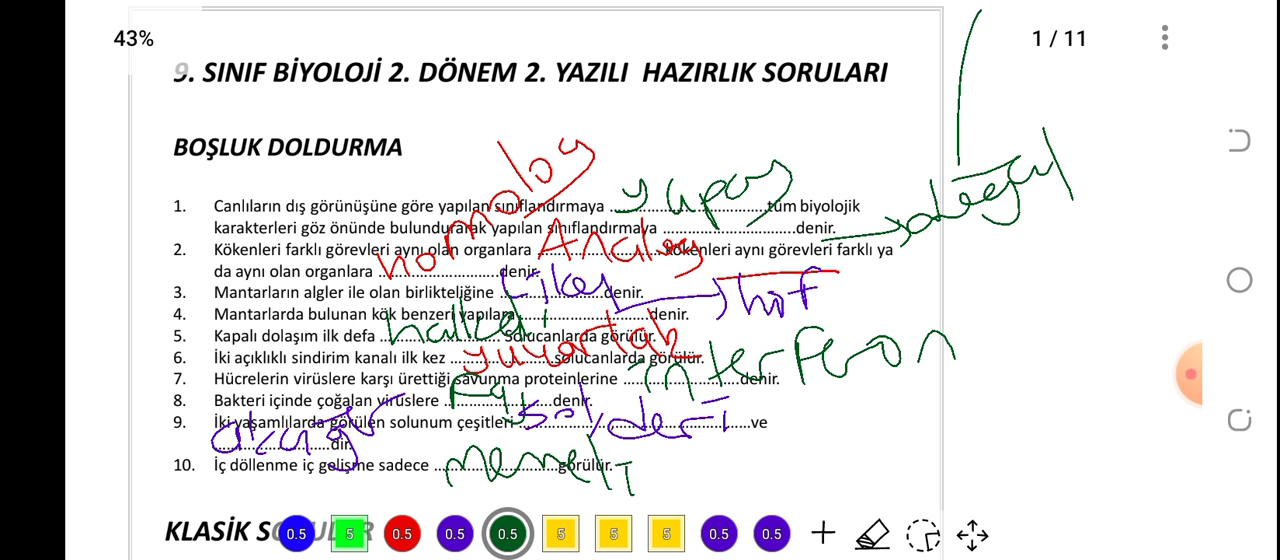 43%
1 / 11
9. SINIF BİYOLOJİ 2. DÖNEM 2. YAZILI HAZIRLIK SORULARI
BOŞLUK DOLDURMA
homolog
1. Canlıların dış görünüşüne göre yapılan sınıflandırmaya yapay tüm biyolojik
karakterleri göz önünde bulundurarak yapılan sınıflandırmaya ..............................denir.
2. Kökenleri farklı görevleri aynı olan organlara Analog kökenleri aynı görevleri farklı ya
da aynı olan organlara homolog denir.
3. Mantarların algler ile olan birlikteliğine liken denir.
4. Mantarlarda bulunan kök benzeri yapılara ..............................denir. hif
5. Kapalı dolaşım ilk defa halkalı solucanlarda görülür.
6. İki açıklıklı sindirim kanalı ilk kez yuvarlak solucanlarda görülür.
7. Hücrelerin virüslere karşı ürettiği savunma proteinlerine interferon denir.
8. Bakteri içinde çoğalan virüslere ........................denir.
9. İki yaşamlılarda görülen solunum çeşitleri sol, deri ve
akciğer dir.
10. İç döllenme iç gelişme sadece memeli görülür.
KLASİK SORULAR
0.5 5 0.5 0.5 0.5 5 5 5 0.5 0.5